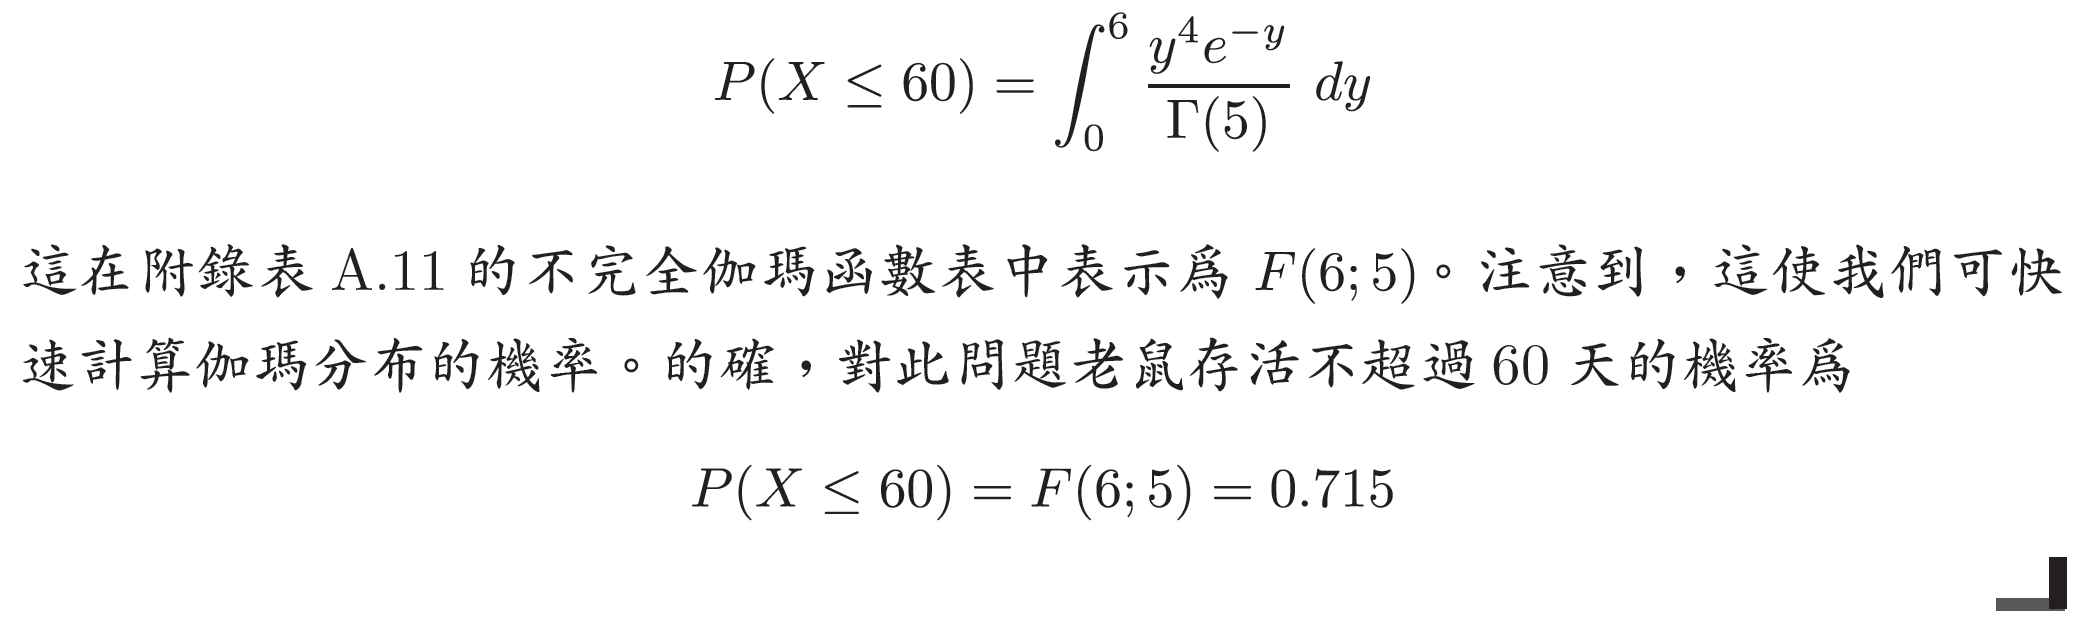 P(X ≤ 60) = ∫₀⁶ y⁴e⁻ʸ / Γ(5) dy
這在附錄表 A.11 的不完全伽瑪函數表中表示為 F(6; 5)。注意到，這使我們可快
速計算伽瑪分布的機率。的確，對此問題老鼠存活不超過 60 天的機率為
P(X ≤ 60) = F(6; 5) = 0.715